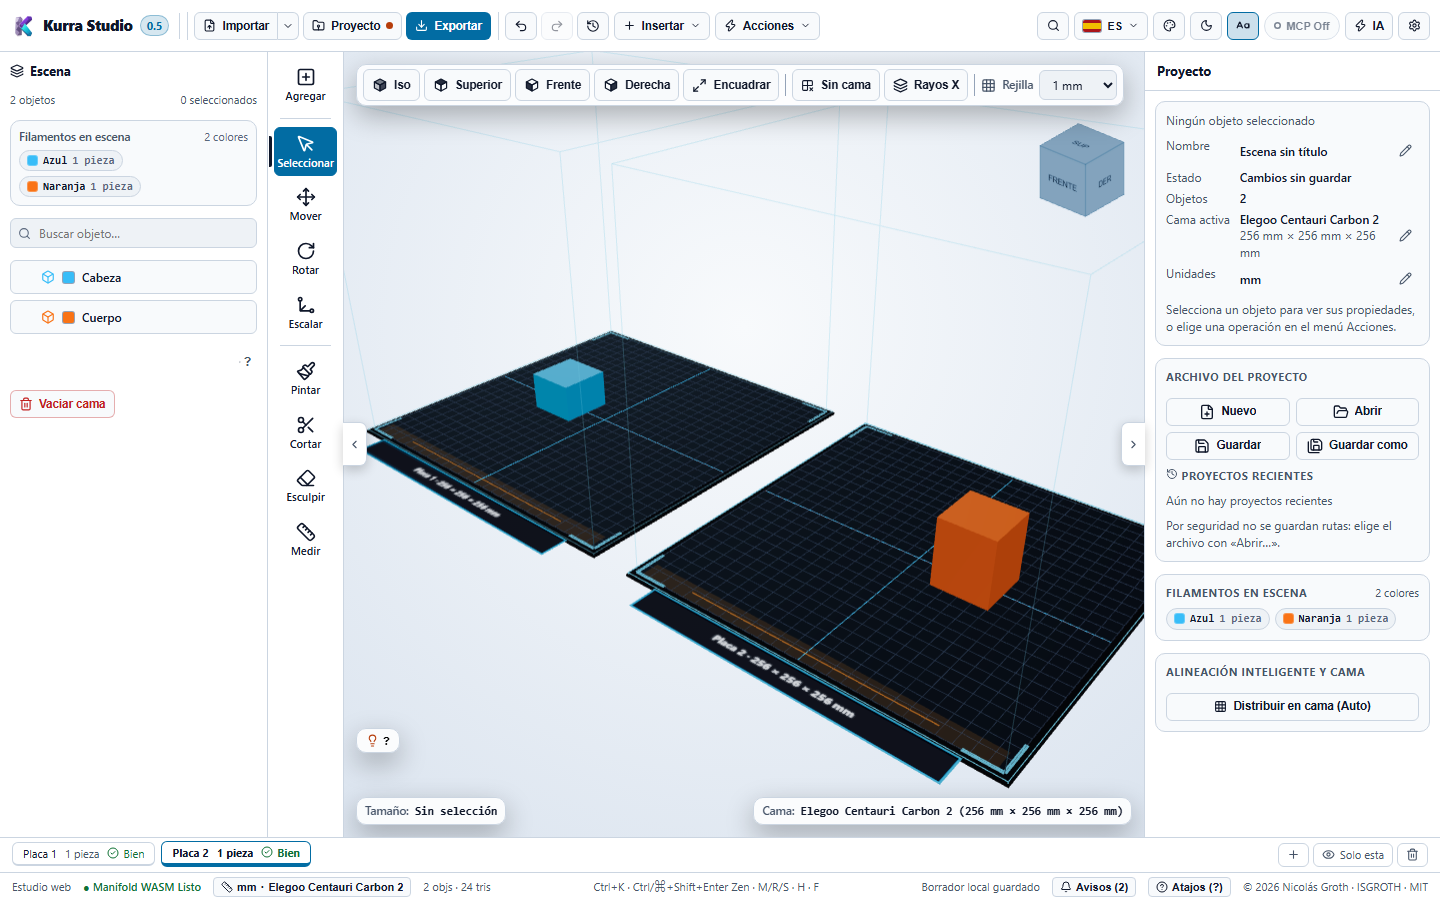 Kurra Studio 0.5
Importar
Proyecto
Exportar
Insertar
Acciones
ES
Aa
MCP Off
IA
Escena
2 objetos 0 seleccionados
Filamentos en escena 2 colores
Azul 1 pieza
Naranja 1 pieza
Buscar objeto...
Cabeza
Cuerpo
?
Vaciar cama
Agregar
Seleccionar
Mover
Rotar
Escalar
Pintar
Cortar
Esculpir
Medir
Iso
Superior
Frente
Derecha
Encuadrar
Sin cama
Rayos X
Rejilla
1 mm
SUP
FRENTE
DER
Placa 1 · 256 × 256 × 256 mm
Placa 2 · 256 × 256 × 256 mm
?
Tamaño: Sin selección
Cama: Elegoo Centauri Carbon 2 (256 mm × 256 mm × 256 mm)
Proyecto
Ningún objeto seleccionado
Nombre Escena sin título
Estado Cambios sin guardar
Objetos 2
Cama activa Elegoo Centauri Carbon 2
256 mm × 256 mm × 256
mm
Unidades mm
Selecciona un objeto para ver sus propiedades,
o elige una operación en el menú Acciones.
ARCHIVO DEL PROYECTO
Nuevo
Abrir
Guardar
Guardar como
PROYECTOS RECIENTES
Aún no hay proyectos recientes
Por seguridad no se guardan rutas: elige el
archivo con «Abrir...».
FILAMENTOS EN ESCENA 2 colores
Azul 1 pieza
Naranja 1 pieza
ALINEACIÓN INTELIGENTE Y CAMA
Distribuir en cama (Auto)
Placa 1 1 pieza Bien
Placa 2 1 pieza Bien
Solo esta
Estudio web
Manifold WASM Listo
mm · Elegoo Centauri Carbon 2
2 objs · 24 tris
Ctrl+K · Ctrl/⌘+Shift+Enter Zen · M/R/S · H · F
Borrador local guardado
Avisos (2)
Atajos (?)
© 2026 Nicolás Groth · ISGROTH · MIT